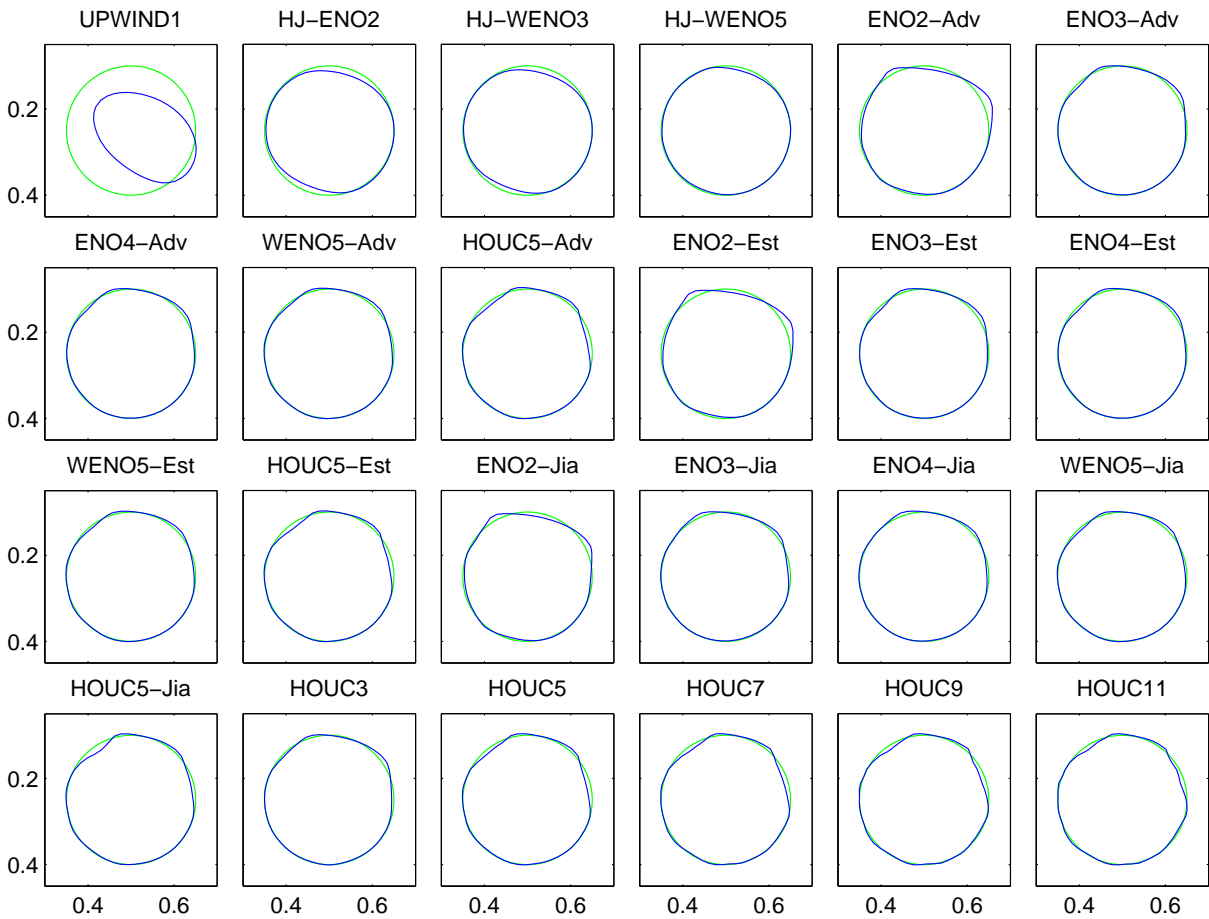 UPWIND1 HJ−ENO2 HJ−WENO3 HJ−WENO5 ENO2−Adv ENO3−Adv
0.2
0.4
ENO4−Adv WENO5−Adv HOUC5−Adv ENO2−Est ENO3−Est ENO4−Est
0.2
0.4
WENO5−Est HOUC5−Est ENO2−Jia ENO3−Jia ENO4−Jia WENO5−Jia
0.2
0.4
HOUC5−Jia HOUC3 HOUC5 HOUC7 HOUC9 HOUC11
0.2
0.4
0.4 0.6 0.4 0.6 0.4 0.6 0.4 0.6 0.4 0.6 0.4 0.6